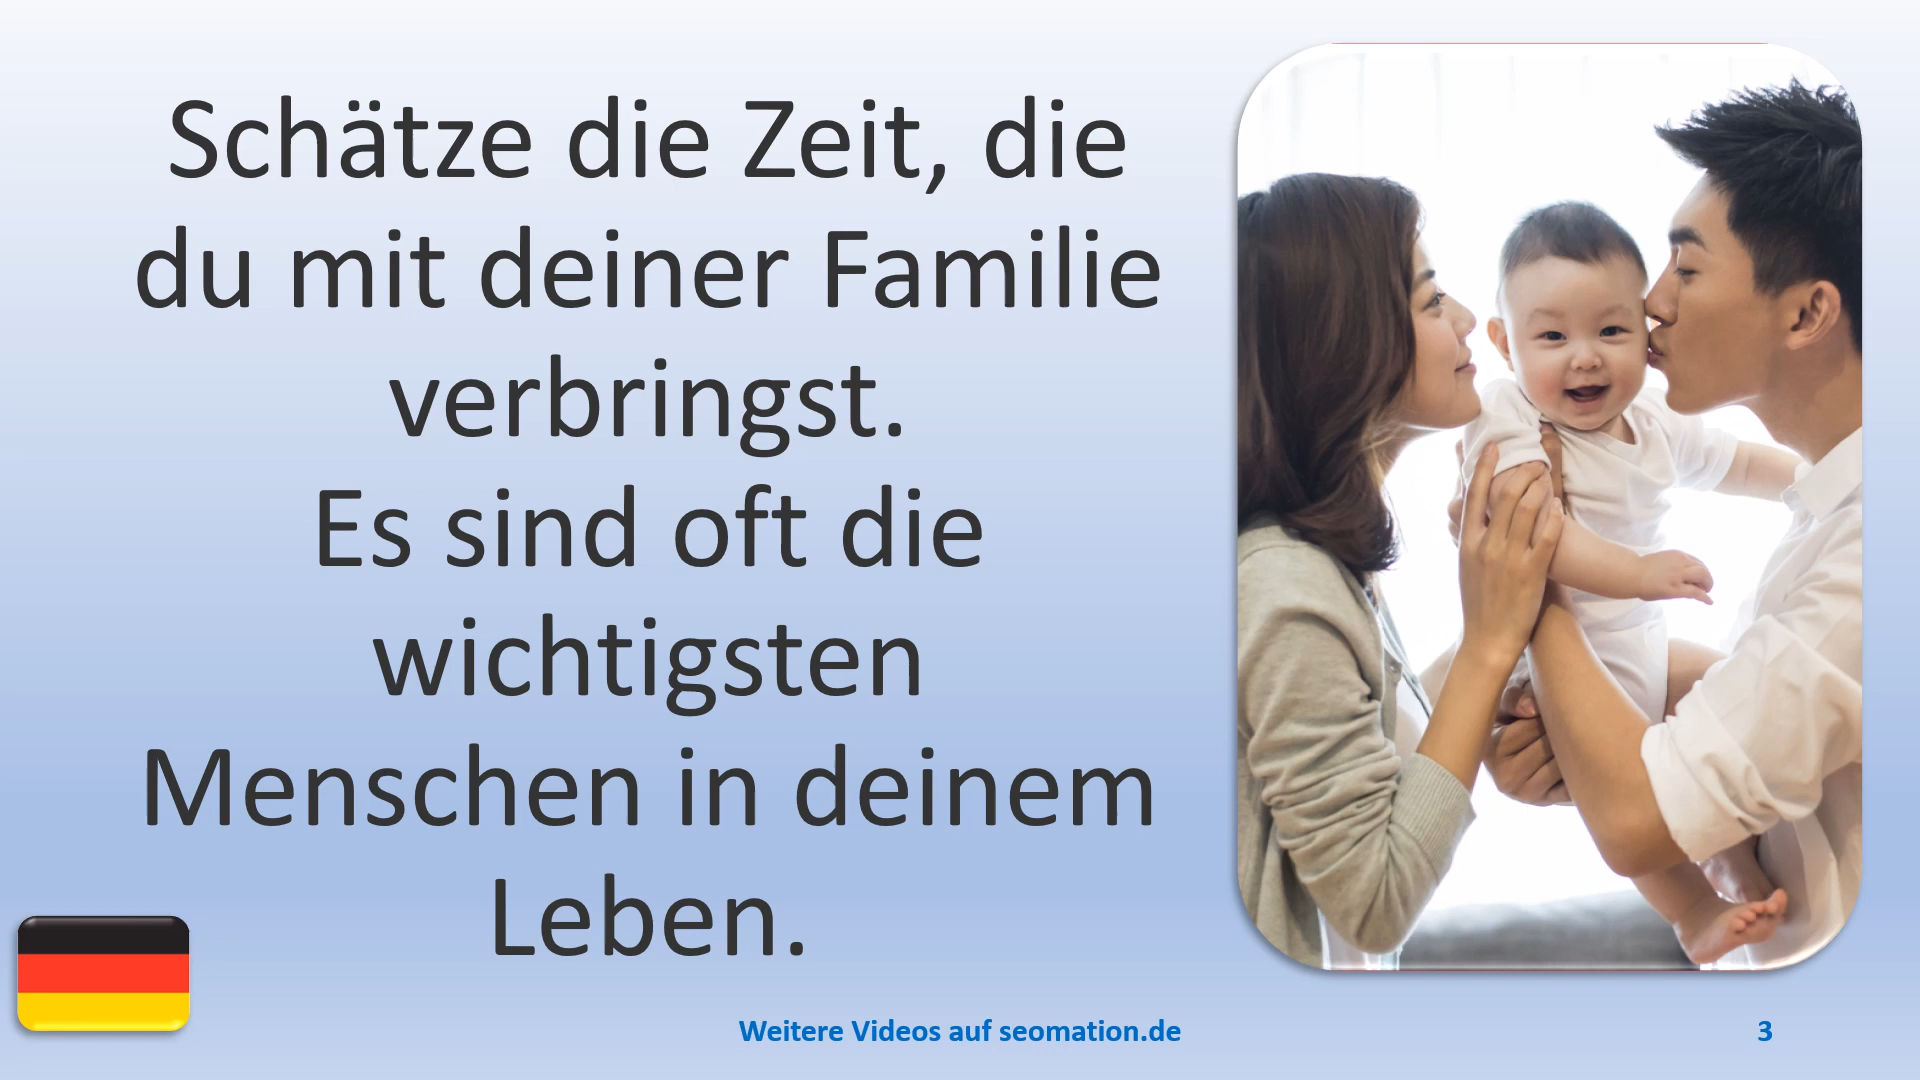 Schätze die Zeit, die
du mit deiner Familie
verbringst.
Es sind oft die
wichtigsten
Menschen in deinem
Leben.
Weitere Videos auf seomation.de
3